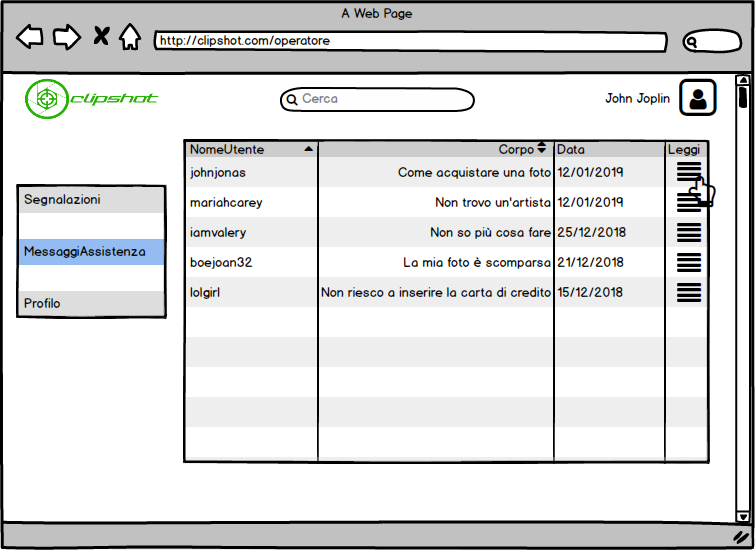 A Web Page
http://clipshot.com/operatore
clipshot
Cerca
John Joplin
NomeUtente Corpo Data Leggi
johnjonas Come acquistare una foto 12/01/2019
mariahcarey Non trovo un'artista 12/01/2019
iamvalery Non so più cosa fare 25/12/2018
boejoan32 La mia foto è scomparsa 21/12/2018
lolgirl Non riesco a inserire la carta di credito 15/12/2018
Segnalazioni
MessaggiAssistenza
Profilo